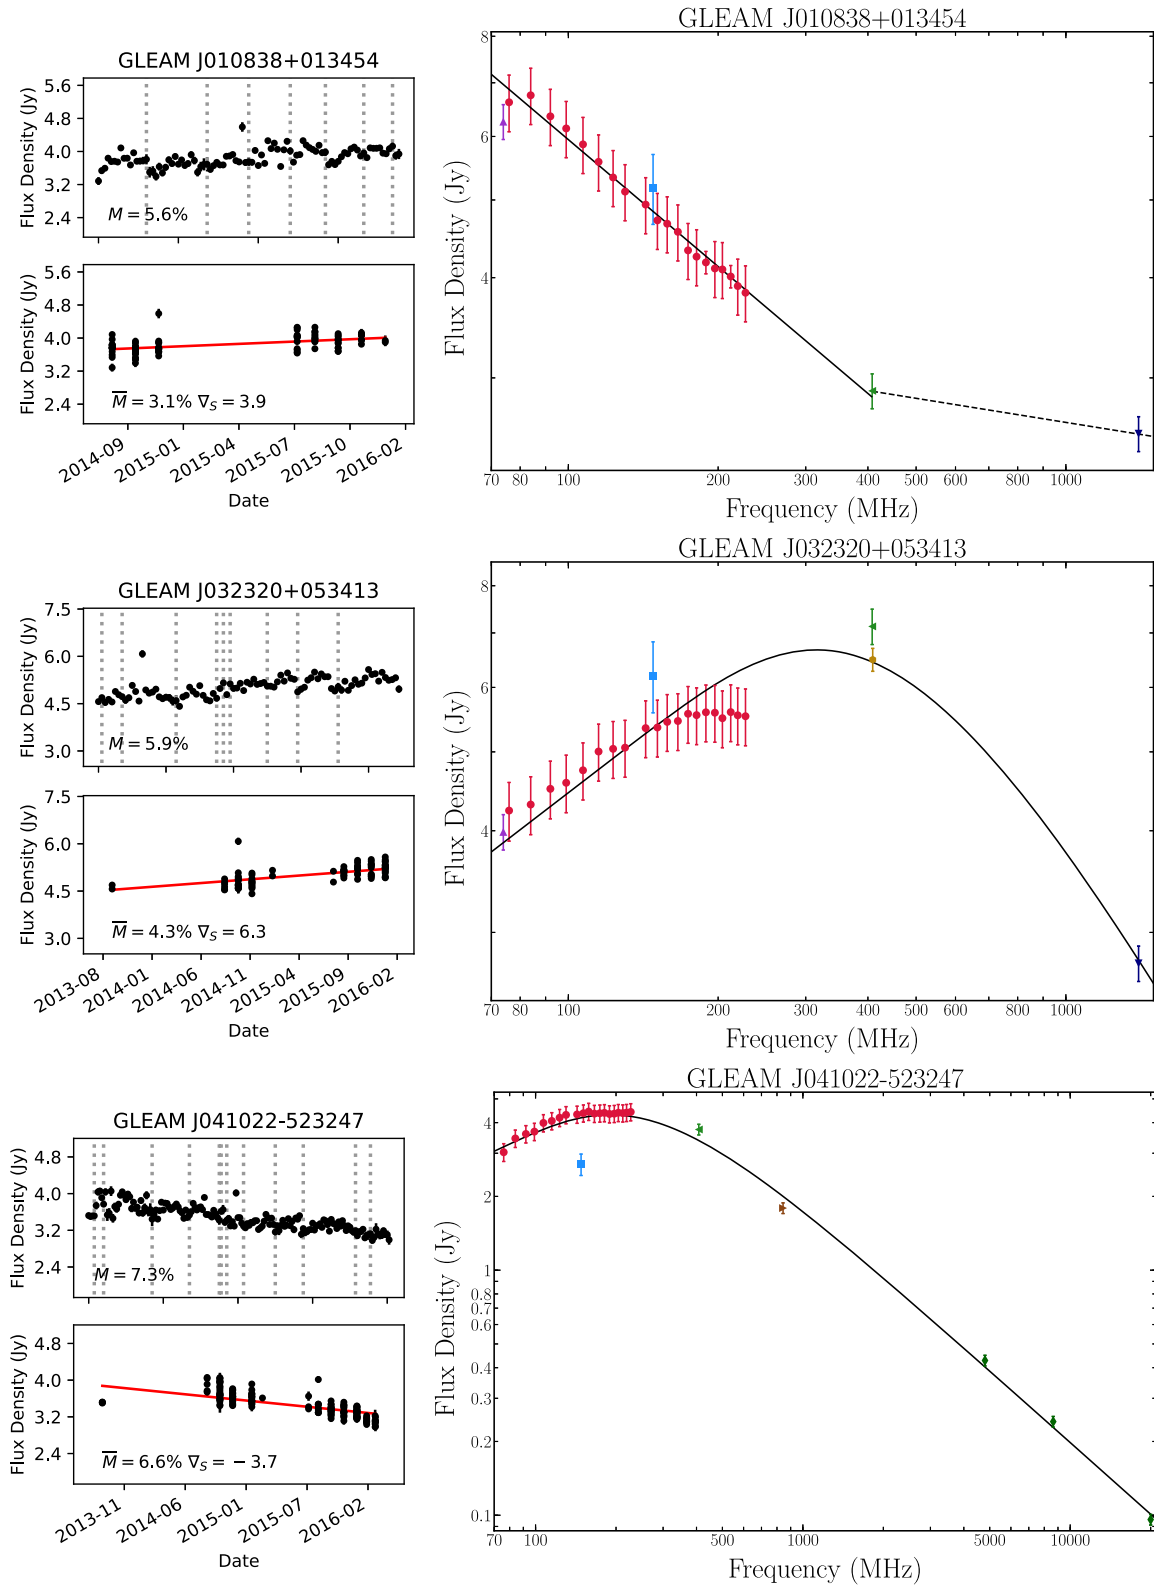 GLEAM J010838+013454
Flux Density (Jy)
5.6
4.8
4.0
3.2
2.4
M = 5.6%
Flux Density (Jy)
5.6
4.8
4.0
3.2
2.4
M = 3.1% ∇S = 3.9
2014-09 2015-01 2015-04 2015-07 2015-10 2016-02
Date
GLEAM J010838+013454
Flux Density (Jy)
8
6
4
70 80 100 200 300 400 500 600 800 1000
Frequency (MHz)
GLEAM J032320+053413
Flux Density (Jy)
7.5
6.0
4.5
3.0
M = 5.9%
Flux Density (Jy)
7.5
6.0
4.5
3.0
M = 4.3% ∇S = 6.3
2013-08 2014-01 2014-06 2014-11 2015-04 2015-09 2016-02
Date
GLEAM J032320+053413
Flux Density (Jy)
8
6
4
70 80 100 200 300 400 500 600 800 1000
Frequency (MHz)
GLEAM J041022-523247
Flux Density (Jy)
4.8
4.0
3.2
2.4
M = 7.3%
Flux Density (Jy)
4.8
4.0
3.2
2.4
M = 6.6% ∇S = − 3.7
2013-11 2014-06 2015-01 2015-07 2016-02
Date
GLEAM J041022-523247
Flux Density (Jy)
4
2
1
0.8
0.7
0.6
0.4
0.3
0.2
0.1
70 100 500 1000 5000 10000
Frequency (MHz)